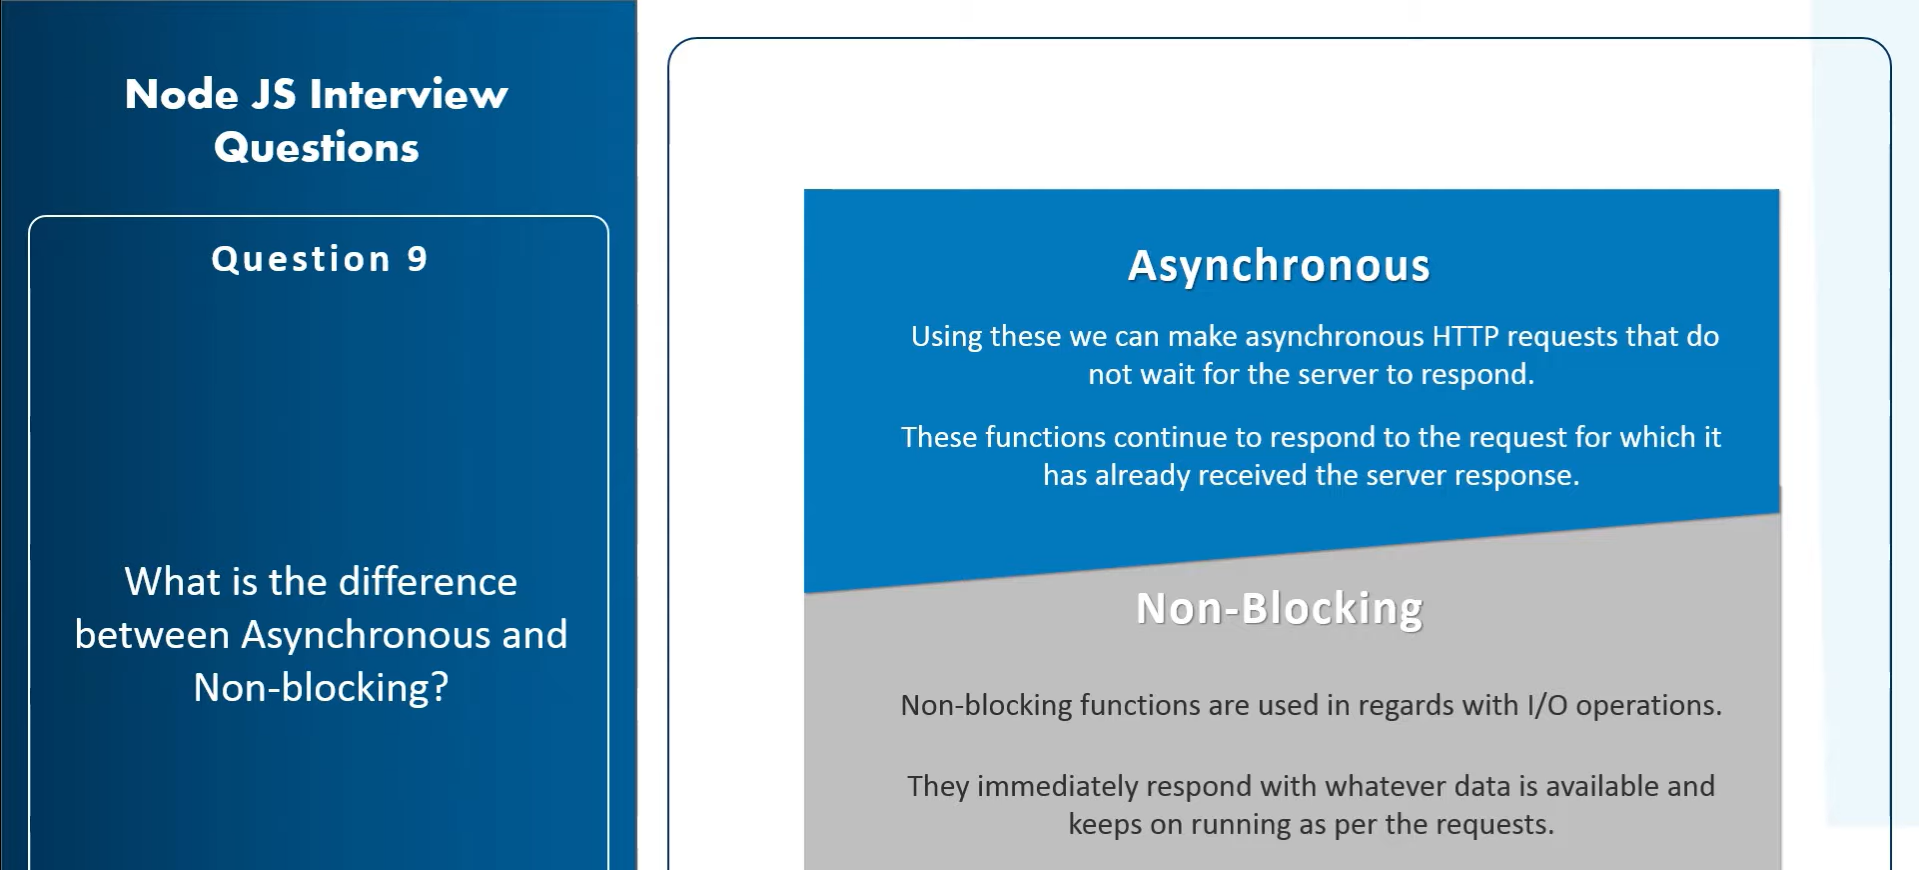 Node JS Interview
Questions
Question 9
What is the difference
between Asynchronous and
Non-blocking?
Asynchronous
Using these we can make asynchronous HTTP requests that do
not wait for the server to respond.
These functions continue to respond to the request for which it
has already received the server response.
Non-Blocking
Non-blocking functions are used in regards with I/O operations.
They immediately respond with whatever data is available and
keeps on running as per the requests.